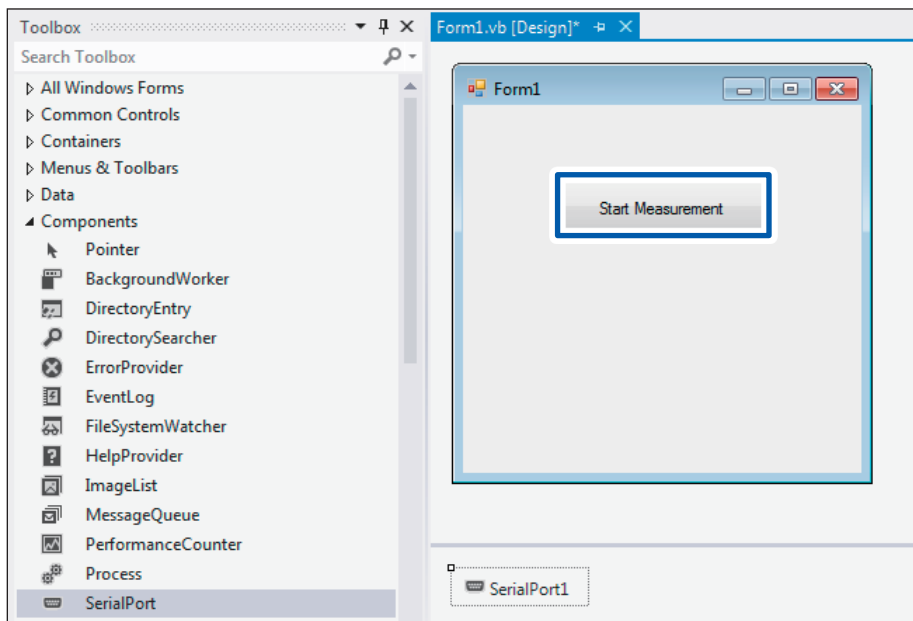 Toolbox
Search Toolbox
All Windows Forms
Common Controls
Containers
Menus & Toolbars
Data
Components
Pointer
BackgroundWorker
DirectoryEntry
DirectorySearcher
ErrorProvider
EventLog
FileSystemWatcher
HelpProvider
ImageList
MessageQueue
PerformanceCounter
Process
SerialPort
Form1.vb [Design]*
Form1
Start Measurement
SerialPort1